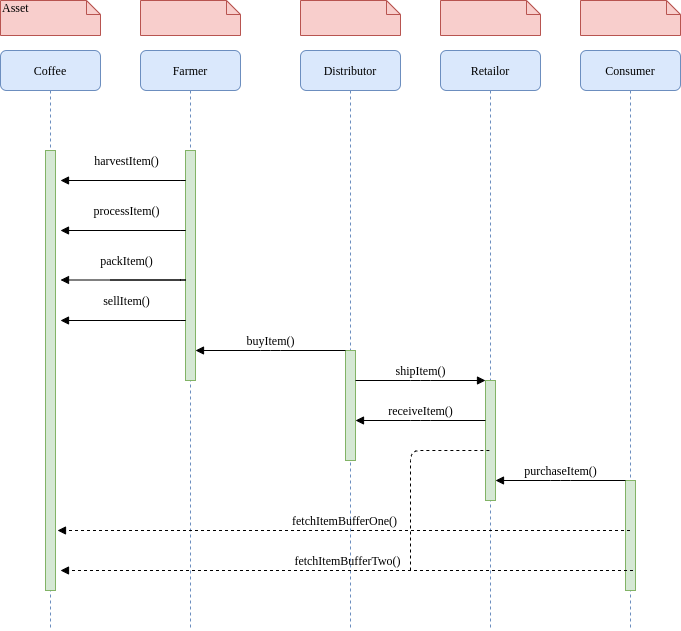 Asset
Coffee
Farmer
Distributor
Retailor
Consumer
harvestItem()
processItem()
packItem()
sellItem()
buyItem()
shipItem()
receiveItem()
purchaseItem()
fetchItemBufferOne()
fetchItemBufferTwo()